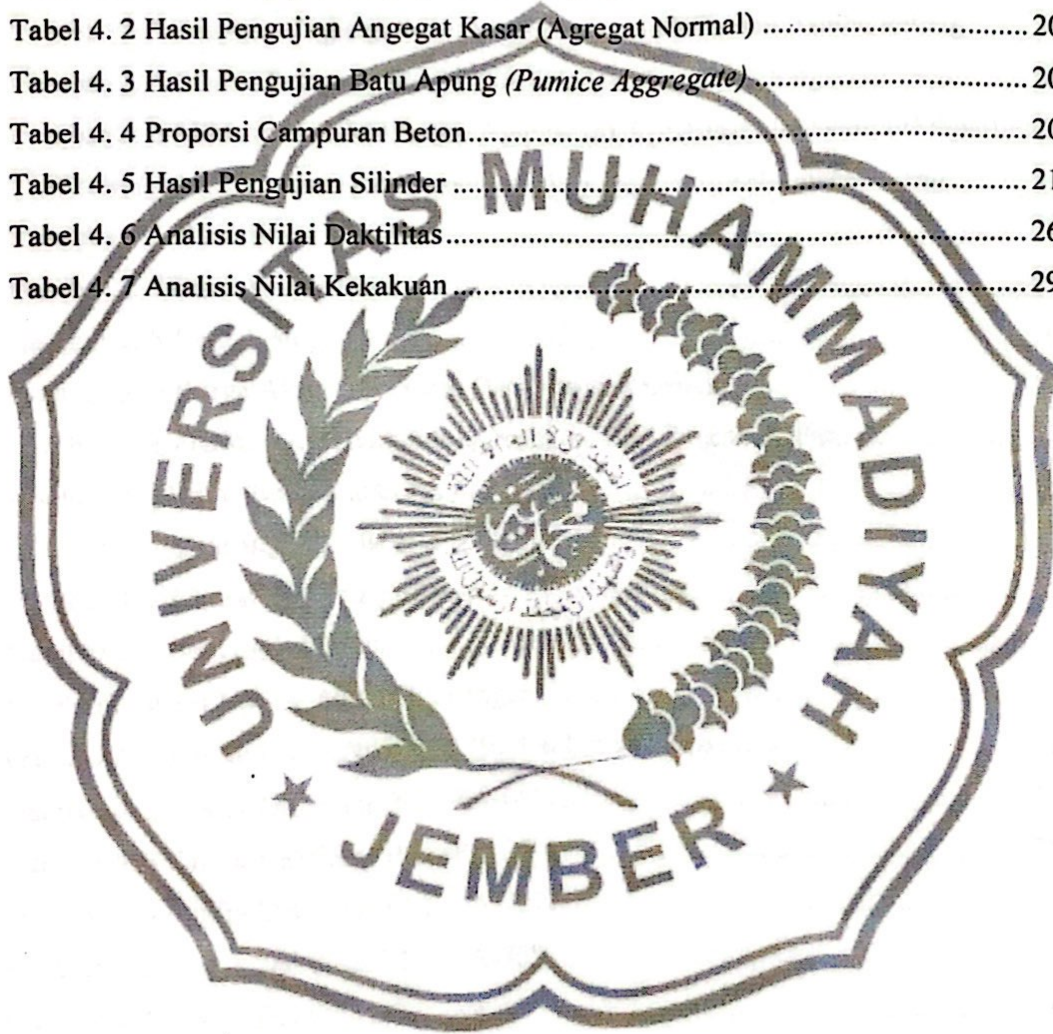 Tabel 4. 2 Hasil Pengujian Angegat Kasar (Agregat Normal) ................................ 20
Tabel 4. 3 Hasil Pengujian Batu Apung (Pumice Aggregate) ................................ 20
Tabel 4. 4 Proporsi Campuran Beton ................................ 20
Tabel 4. 5 Hasil Pengujian Silinder ................................ 21
Tabel 4. 6 Analisis Nilai Daktilitas ................................ 26
Tabel 4. 7 Analisis Nilai Kekakuan ................................ 29
UNIVERSITAS MUHAMMADIYAH
JEMBER